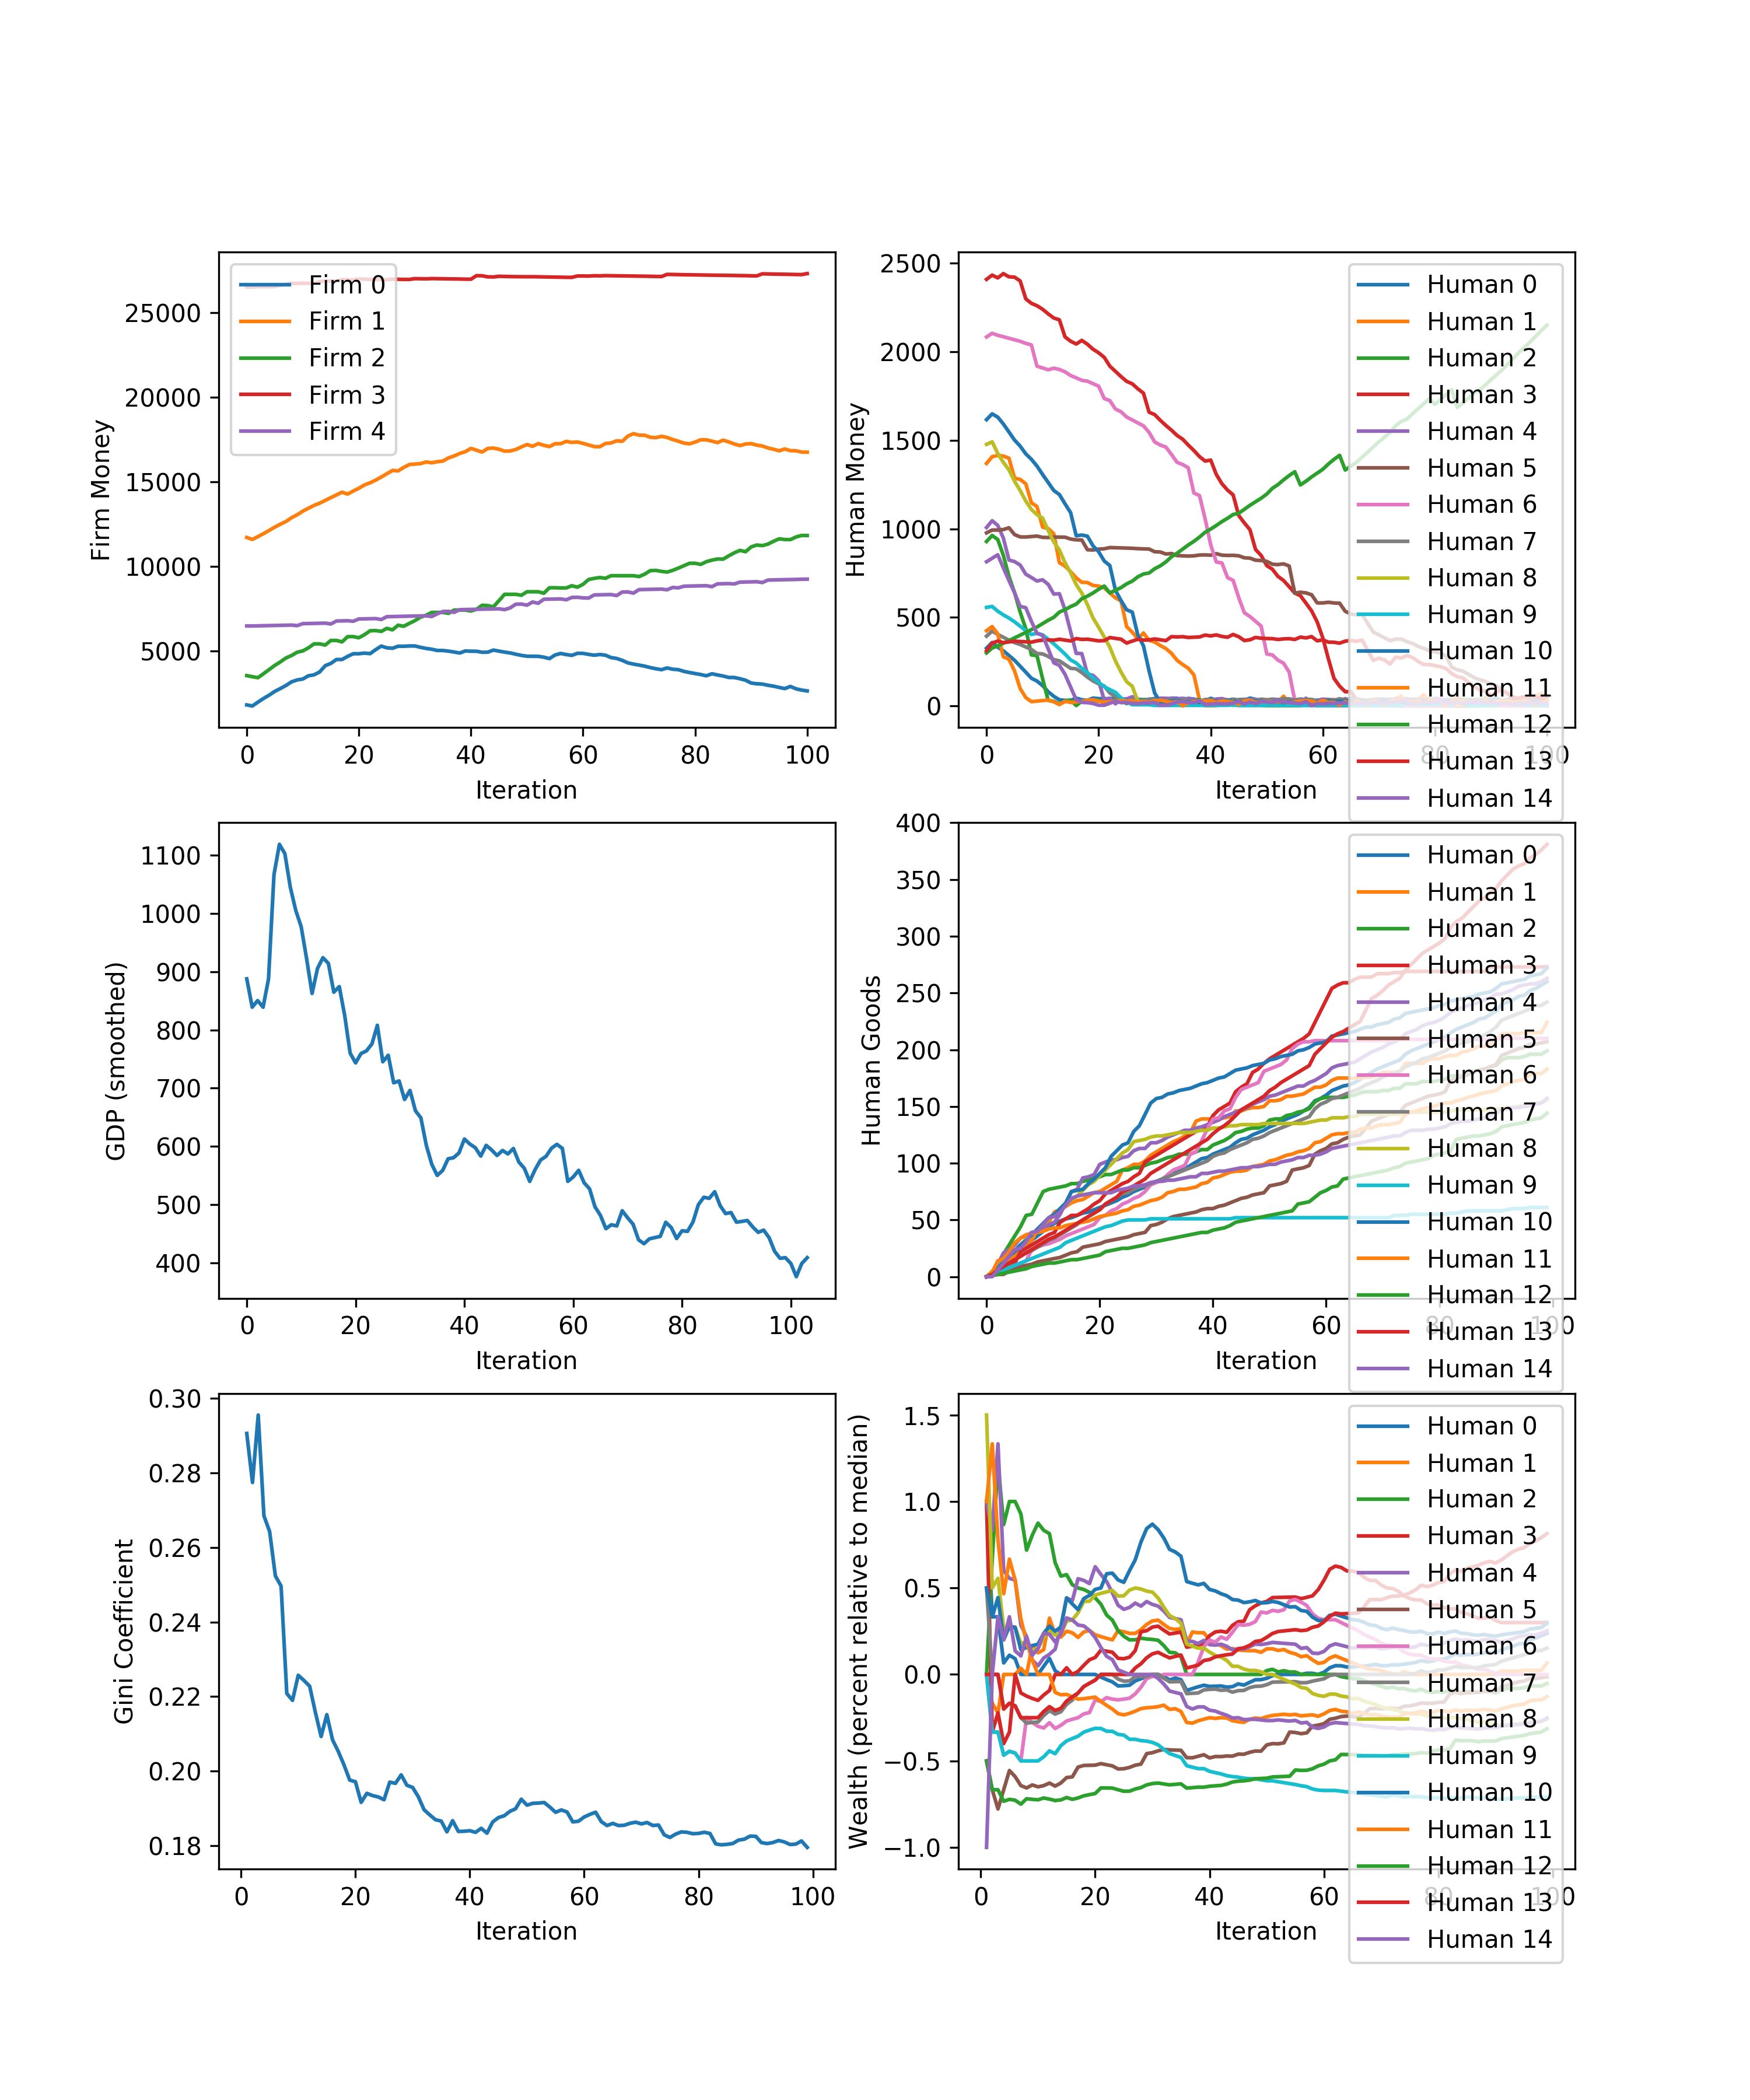 Firm Money
25000
20000
15000
10000
5000
Firm 0
Firm 1
Firm 2
Firm 3
Firm 4
0 20 40 60 80 100
Iteration
Human Money
2500
2000
1500
1000
500
0
Human 0
Human 1
Human 2
Human 3
Human 4
Human 5
Human 6
Human 7
Human 8
Human 9
Human 10
Human 11
Human 12
Human 13
Human 14
0 20 40 60 80 100
Iteration
GDP (smoothed)
1100
1000
900
800
700
600
500
400
0 20 40 60 80 100
Iteration
Human Goods
400
350
300
250
200
150
100
50
0
Human 0
Human 1
Human 2
Human 3
Human 4
Human 5
Human 6
Human 7
Human 8
Human 9
Human 10
Human 11
Human 12
Human 13
Human 14
0 20 40 60 80 100
Iteration
Gini Coefficient
0.30
0.28
0.26
0.24
0.22
0.20
0.18
0 20 40 60 80 100
Iteration
Wealth (percent relative to median)
1.5
1.0
0.5
0.0
−0.5
−1.0
Human 0
Human 1
Human 2
Human 3
Human 4
Human 5
Human 6
Human 7
Human 8
Human 9
Human 10
Human 11
Human 12
Human 13
Human 14
0 20 40 60 80 100
Iteration